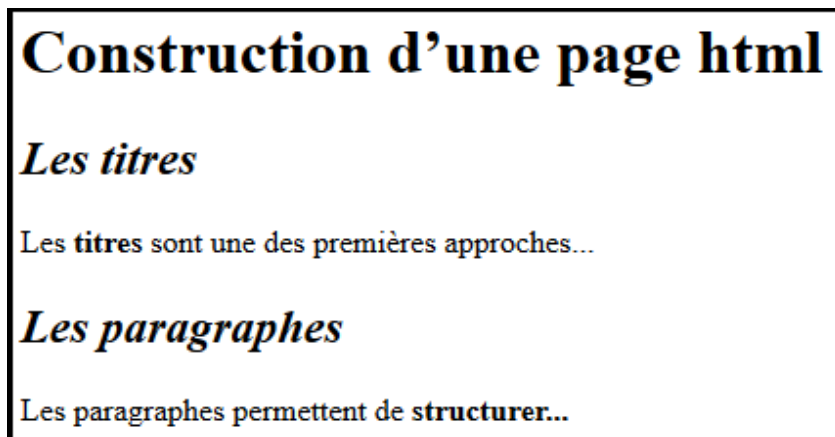 Construction d’une page html
Les titres
Les titres sont une des premières approches...
Les paragraphes
Les paragraphes permettent de structurer...